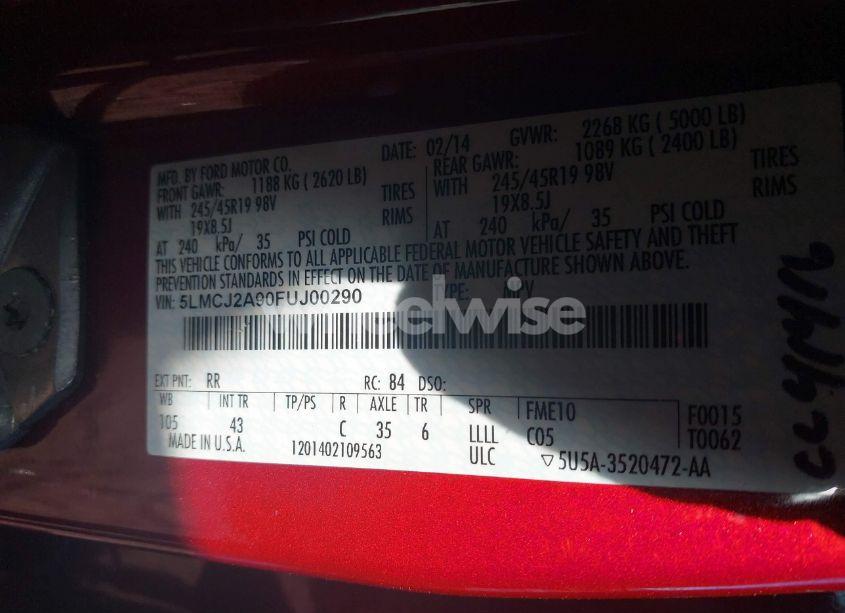 MFD. BY FORD MOTOR CO. DATE: 02/14 GVWR: 2268 KG ( 5000 LB)
FRONT GAWR: 1188 KG ( 2620 LB) REAR GAWR: 1089 KG ( 2400 LB)
WITH 245/45R19 98V TIRES WITH 245/45R19 98V TIRES
19X8.5J RIMS 19X8.5J RIMS
AT 240 kPa/ 35 PSI COLD AT 240 kPa/ 35 PSI COLD
THIS VEHICLE CONFORMS TO ALL APPLICABLE FEDERAL MOTOR VEHICLE SAFETY AND THEFT
PREVENTION STANDARDS IN EFFECT ON THE DATE OF MANUFACTURE SHOWN ABOVE.
VIN: 5LMCJ2A90FUJ00290 TYPE:
EXT PNT: RR RC: 84 DSO:
WB INT TR TP/PS R AXLE TR SPR FME10 F0015
105 43 C 35 6 LLLL C05 T0062
MADE IN U.S.A. 1201402109563 ULC ▽5U5A-3520472-AA